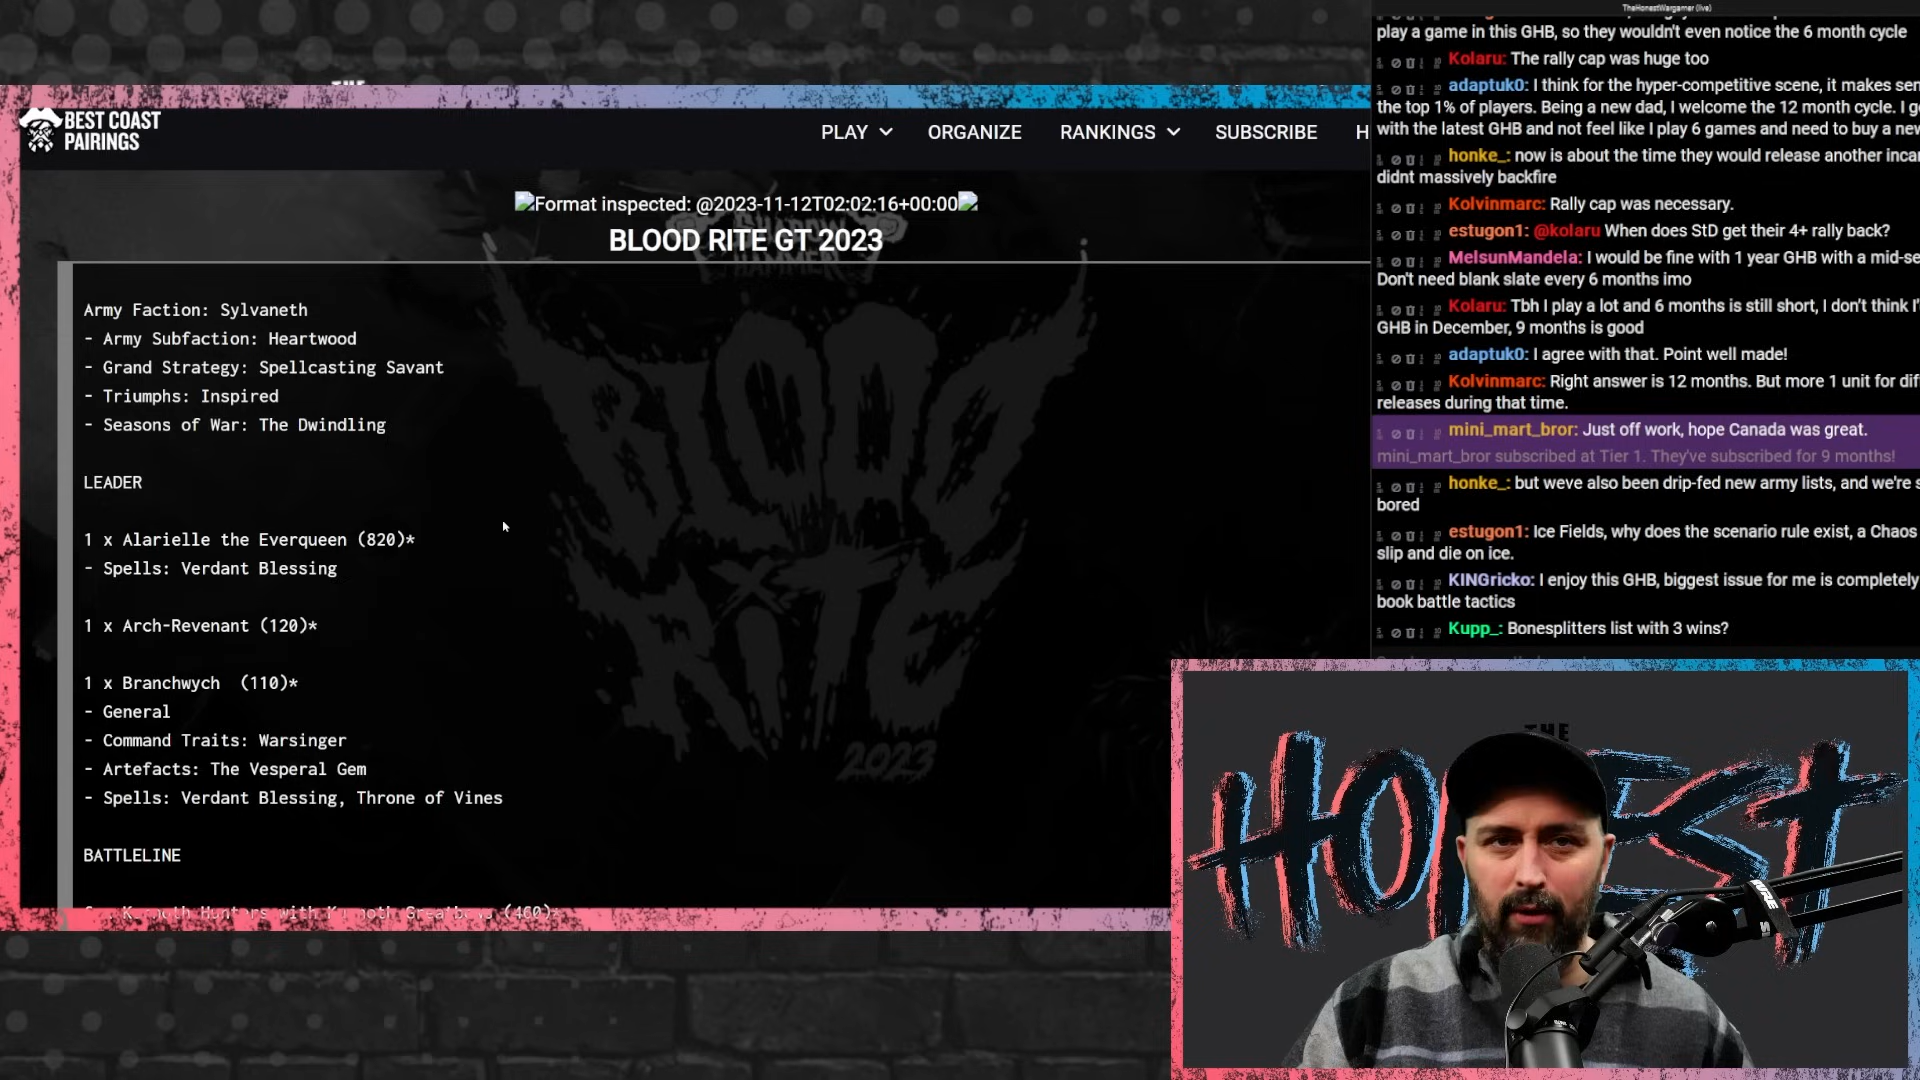 TheHonestWargamer (live)
BEST COAST
PAIRINGS
PLAY
ORGANIZE
RANKINGS
SUBSCRIBE
H
Format inspected: @2023-11-12T02:02:16+00:00
BLOOD RITE GT 2023
Army Faction: Sylvaneth
- Army Subfaction: Heartwood
- Grand Strategy: Spellcasting Savant
- Triumphs: Inspired
- Seasons of War: The Dwindling
LEADER
1 x Alarielle the Everqueen (820)*
- Spells: Verdant Blessing
1 x Arch-Revenant (120)*
1 x Branchwych (110)*
- General
- Command Traits: Warsinger
- Artefacts: The Vesperal Gem
- Spells: Verdant Blessing, Throne of Vines
BATTLELINE
BLOOD
RITE
2023
play a game in this GHB, so they wouldn't even notice the 6 month cycle
Kolaru: The rally cap was huge too
adaptuk0: I think for the hyper-competitive scene, it makes sen
the top 1% of players. Being a new dad, I welcome the 12 month cycle. I g
with the latest GHB and not feel like I play 6 games and need to buy a new
honke_: now is about the time they would release another incar
didnt massively backfire
Kolvinmarc: Rally cap was necessary.
estugon1: @kolaru When does StD get their 4+ rally back?
MelsunMandela: I would be fine with 1 year GHB with a mid-se
Don't need blank slate every 6 months imo
Kolaru: Tbh I play a lot and 6 months is still short, I don't think I'
GHB in December, 9 months is good
adaptuk0: I agree with that. Point well made!
Kolvinmarc: Right answer is 12 months. But more 1 unit for dif
releases during that time.
mini_mart_bror: Just off work, hope Canada was great.
mini_mart_bror subscribed at Tier 1. They've subscribed for 9 months!
honke_: but weve also been drip-fed new army lists, and we're s
bored
estugon1: Ice Fields, why does the scenario rule exist, a Chaos
slip and die on ice.
KINGricko: I enjoy this GHB, biggest issue for me is completely
book battle tactics
Kupp_: Bonesplitters list with 3 wins?
THE
HONEST